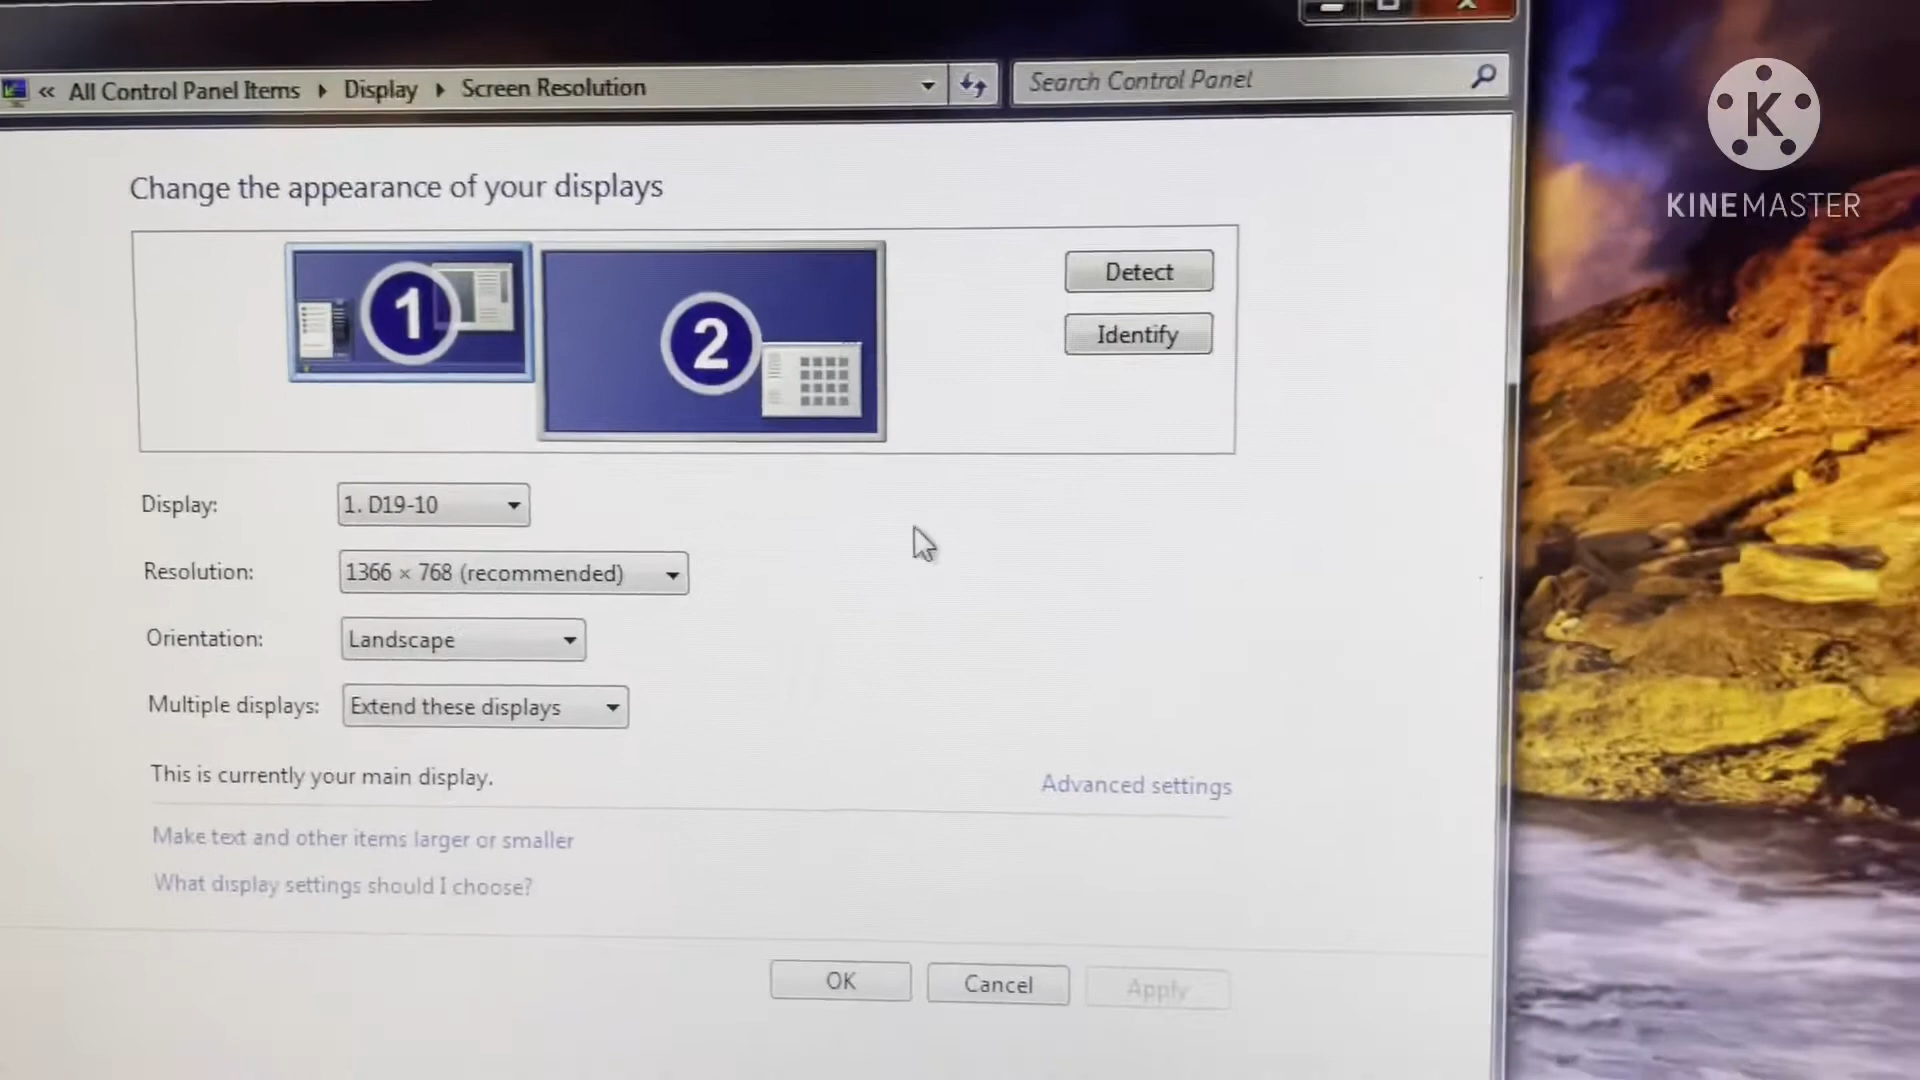 « All Control Panel Items ▸ Display ▸ Screen Resolution
Search Control Panel
K
KINEMASTER
Change the appearance of your displays
1
2
Detect
Identify
Display: 1. D19-10
Resolution: 1366 × 768 (recommended)
Orientation: Landscape
Multiple displays: Extend these displays
This is currently your main display.
Advanced settings
Make text and other items larger or smaller
What display settings should I choose?
OK Cancel Apply